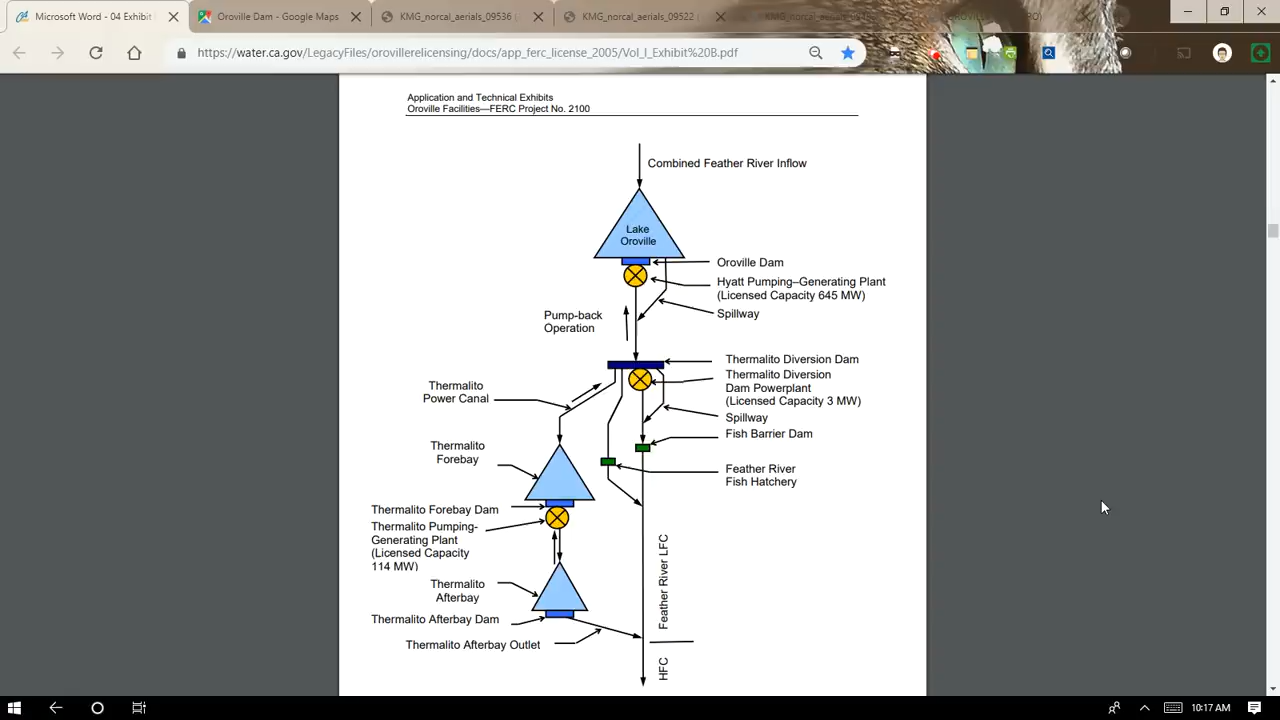 Microsoft Word - 04 Exhibit
Oroville Dam - Google Maps
KMG_norcal_aerials_09536
KMG_norcal_aerials_09522
https://water.ca.gov/LegacyFiles/orovillerelicensing/docs/app_ferc_license_2005/Vol_I_Exhibit%20B.pdf
Application and Technical Exhibits
Oroville Facilities—FERC Project No. 2100
Combined Feather River Inflow
Lake
Oroville
Oroville Dam
Hyatt Pumping–Generating Plant
(Licensed Capacity 645 MW)
Spillway
Pump-back
Operation
Thermalito Diversion Dam
Thermalito Diversion
Dam Powerplant
(Licensed Capacity 3 MW)
Spillway
Thermalito
Power Canal
Fish Barrier Dam
Thermalito
Forebay
Feather River
Fish Hatchery
Thermalito Forebay Dam
Thermalito Pumping-
Generating Plant
(Licensed Capacity
114 MW)
Thermalito
Afterbay
Thermalito Afterbay Dam
Thermalito Afterbay Outlet
Feather River LFC
HFC
10:17 AM